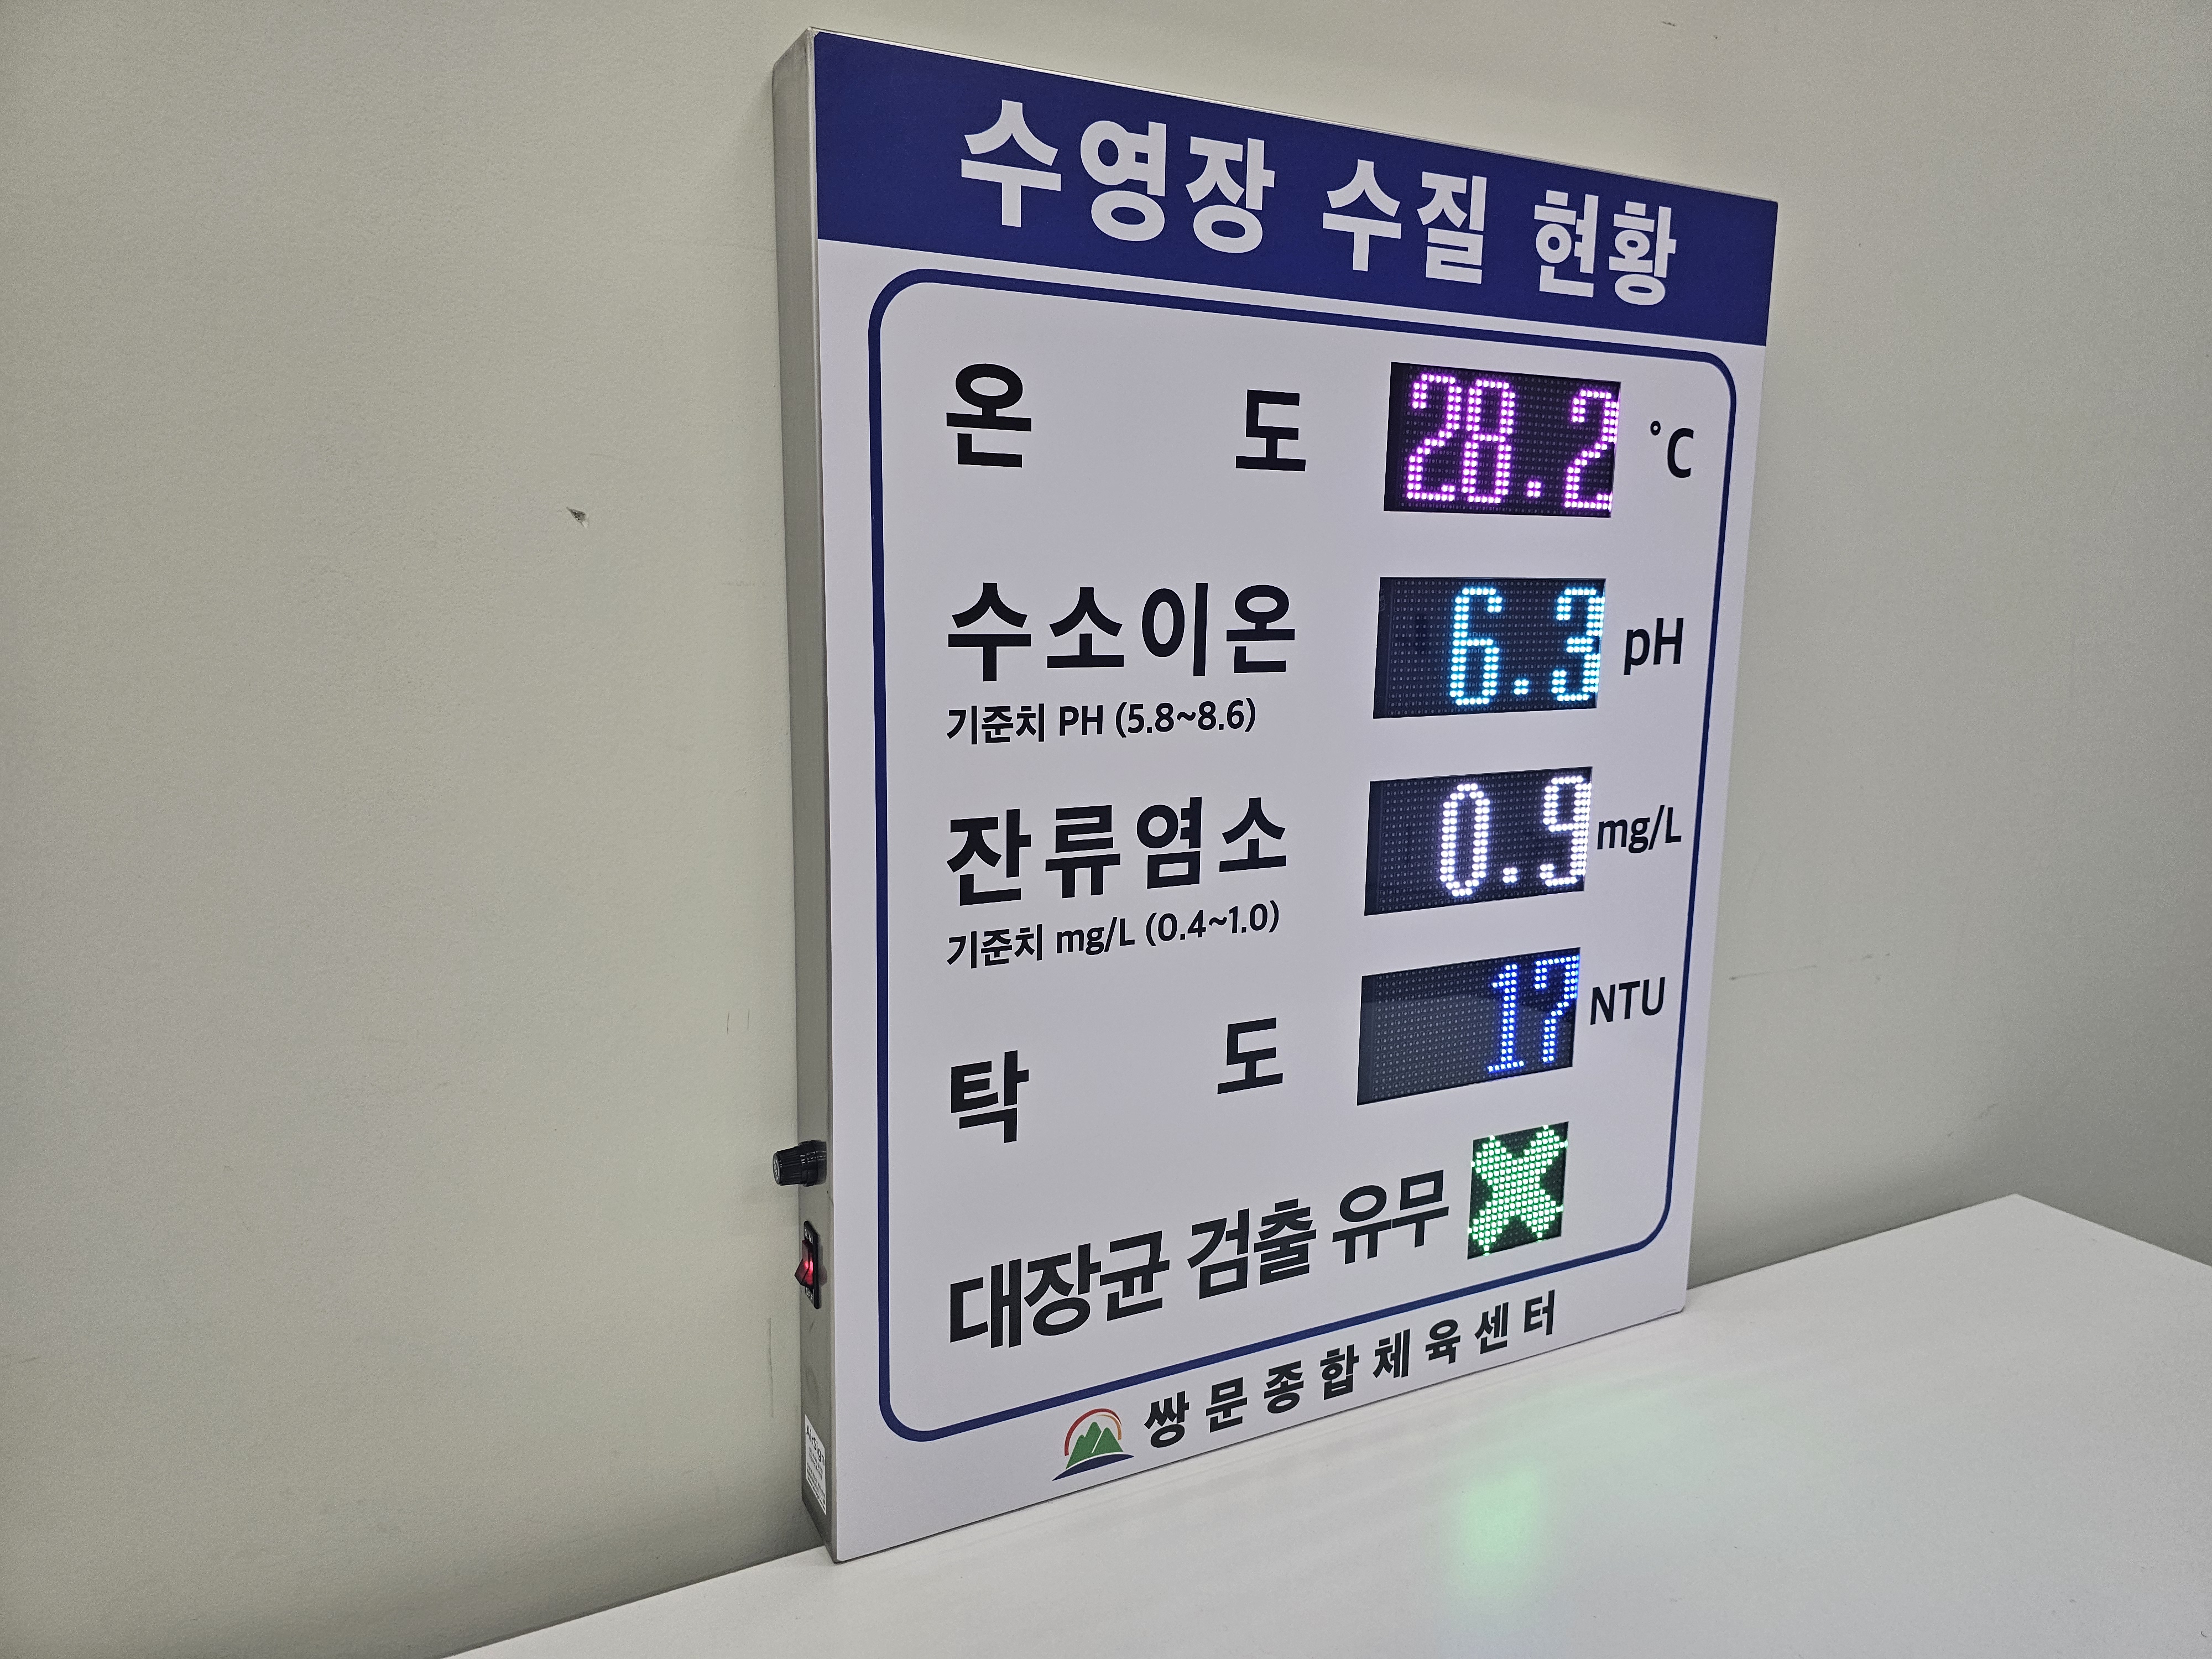 수영장 수질 현황
온 도 28.2 °C
수소이온 6.3 pH
기준치 PH (5.8~8.6)
잔류염소 0.9 mg/L
기준치 mg/L (0.4~1.0)
탁 도 17 NTU
대장균 검출 유무 X
쌍문종합체육센터